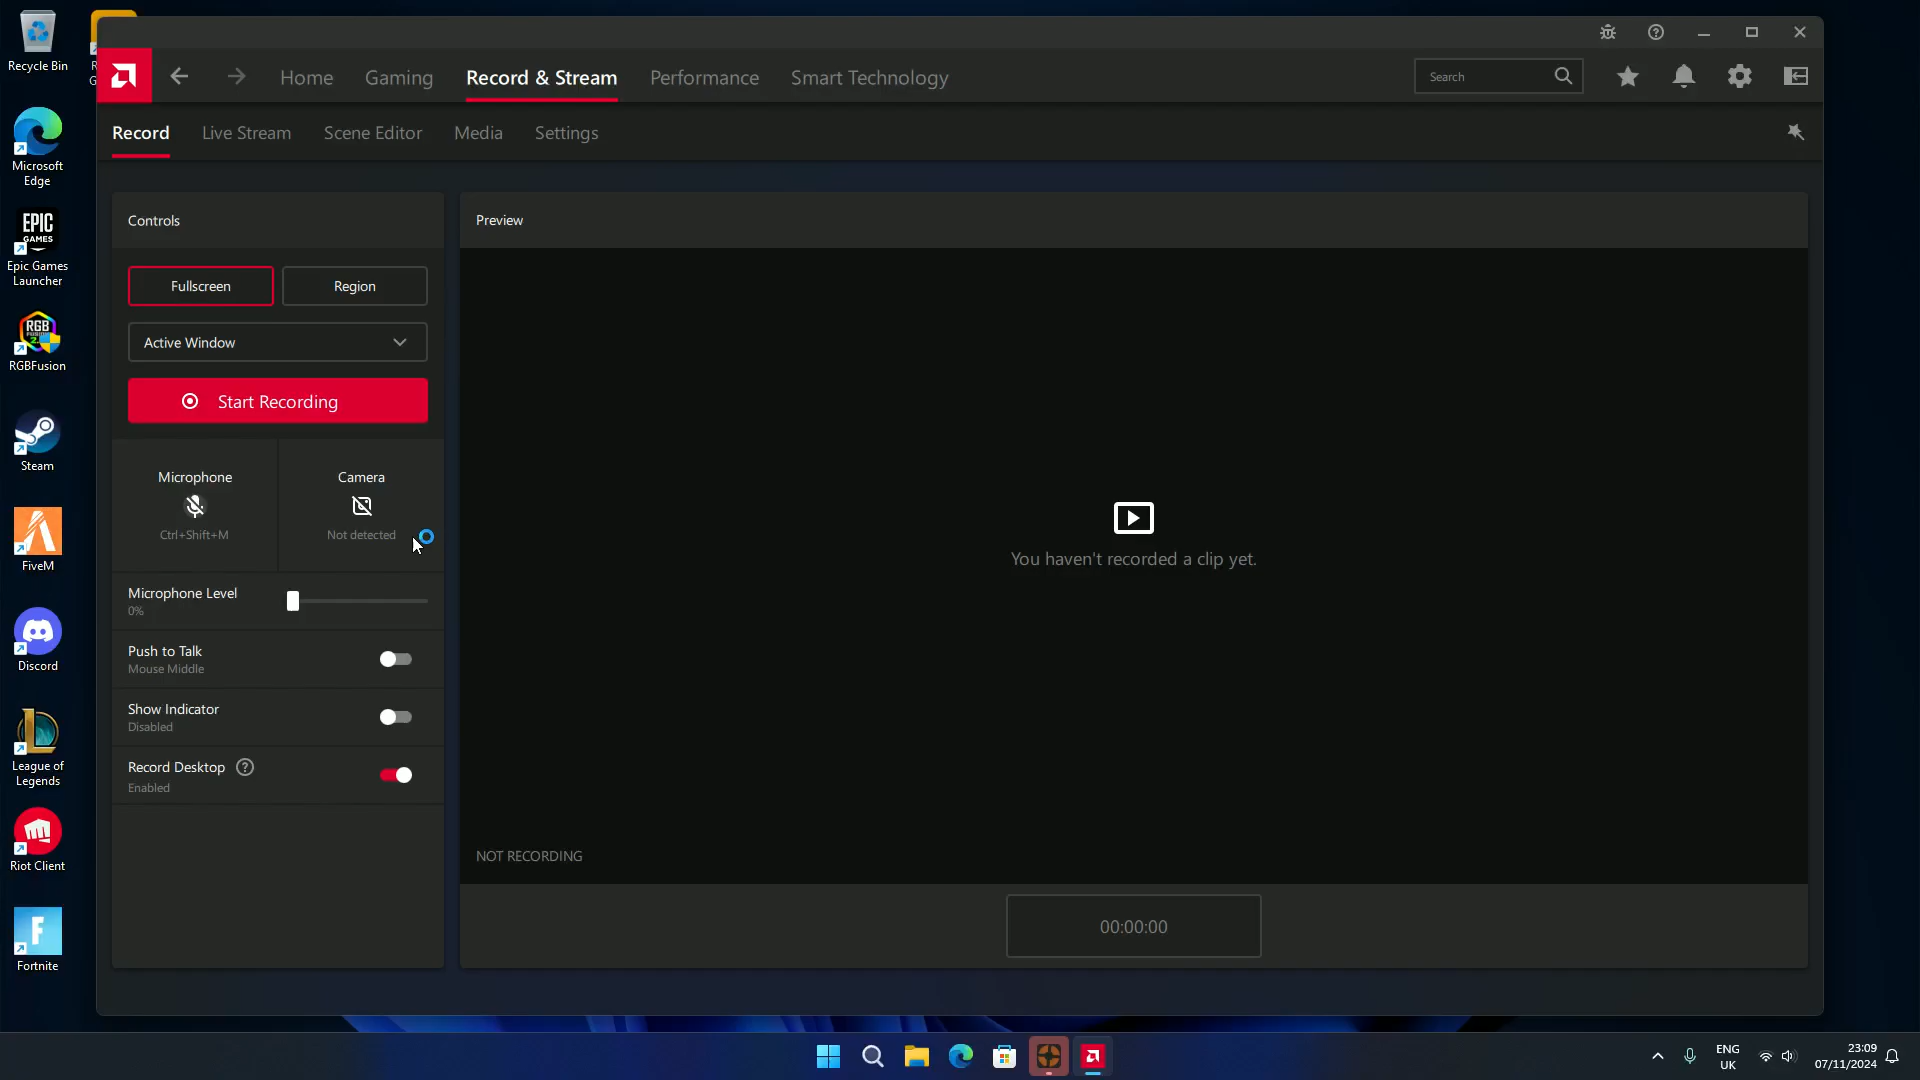 Recycle Bin
Microsoft
Edge
EPIC
GAMES
Epic Games
Launcher
RGB
RGBFusion
Steam
FiveM
Discord
League of
Legends
Riot Client
Fortnite
Home
Gaming
Record & Stream
Performance
Smart Technology
Search
Record
Live Stream
Scene Editor
Media
Settings
Controls
Fullscreen
Region
Active Window
Start Recording
Microphone
Ctrl+Shift+M
Camera
Not detected
Microphone Level
0%
Push to Talk
Mouse Middle
Show Indicator
Disabled
Record Desktop
Enabled
Preview
You haven't recorded a clip yet.
NOT RECORDING
00:00:00
ENG
UK
23:09
07/11/2024